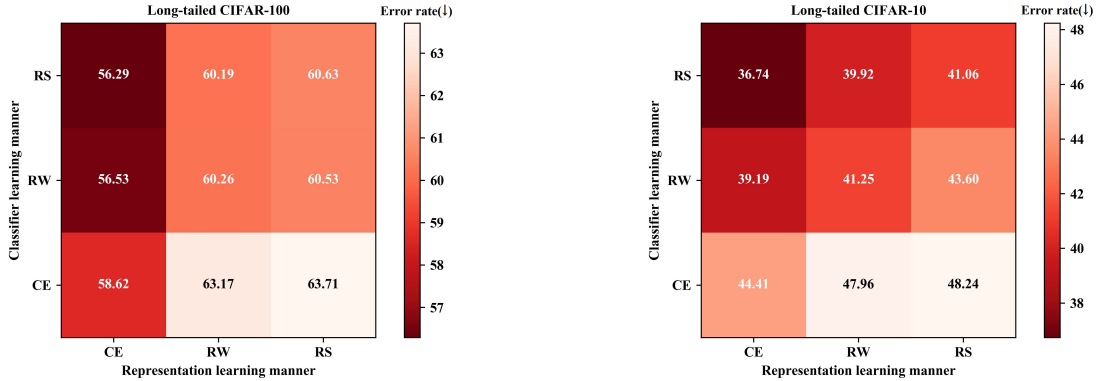 Long-tailed CIFAR-100
Error rate(↓)
Classifier learning manner
RS
RW
CE
56.29 60.19 60.63
56.53 60.26 60.53
58.62 63.17 63.71
CE RW RS
Representation learning manner
63
62
61
60
59
58
57
Long-tailed CIFAR-10
Error rate(↓)
Classifier learning manner
RS
RW
CE
36.74 39.92 41.06
39.19 41.25 43.60
44.41 47.96 48.24
CE RW RS
Representation learning manner
48
46
44
42
40
38